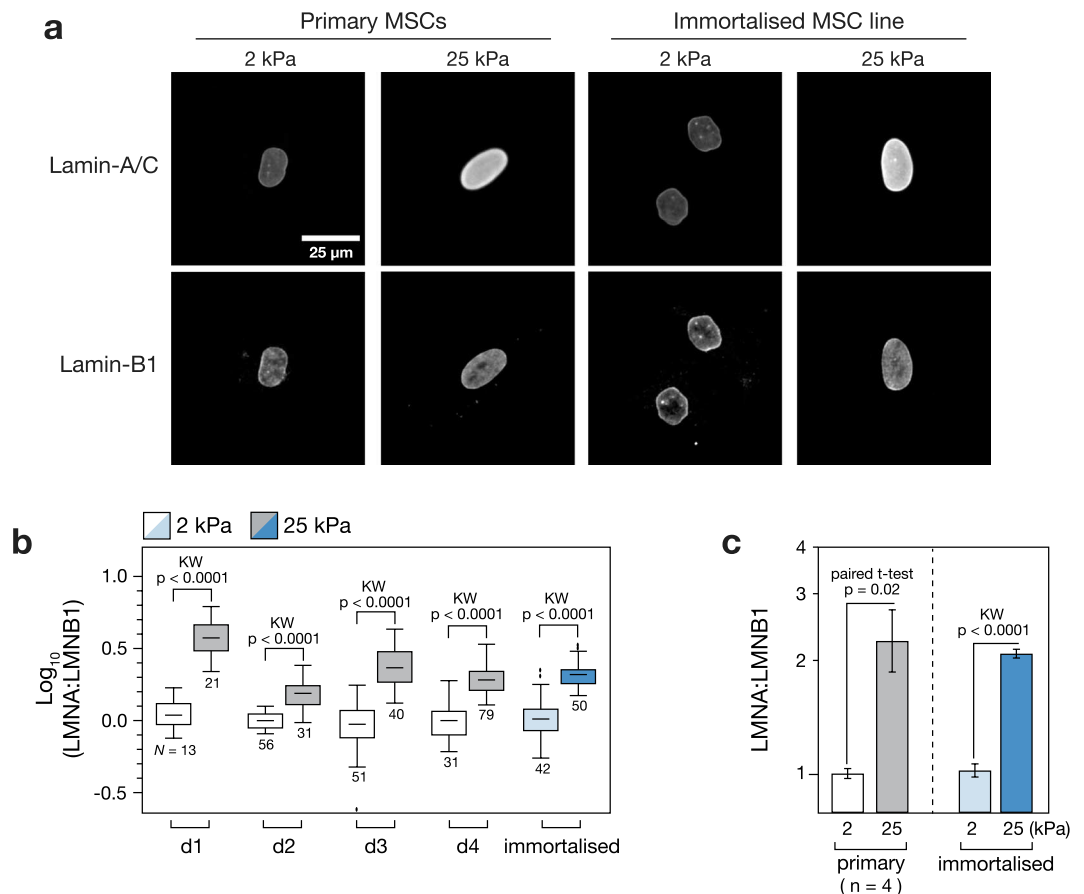 a
Primary MSCs
Immortalised MSC line
2 kPa
25 kPa
2 kPa
25 kPa
Lamin-A/C
25 µm
Lamin-B1
b
2 kPa
25 kPa
Log10
(LMNA:LMNB1)
1.0
0.5
0.0
-0.5
KW
p < 0.0001
KW
p < 0.0001
KW
p < 0.0001
KW
p < 0.0001
KW
p < 0.0001
N = 13
21
56
31
51
40
31
79
42
50
d1
d2
d3
d4
immortalised
c
LMNA:LMNB1
4
3
2
1
paired t-test
p = 0.02
KW
p < 0.0001
2
25
2
25 (kPa)
primary
( n = 4 )
immortalised